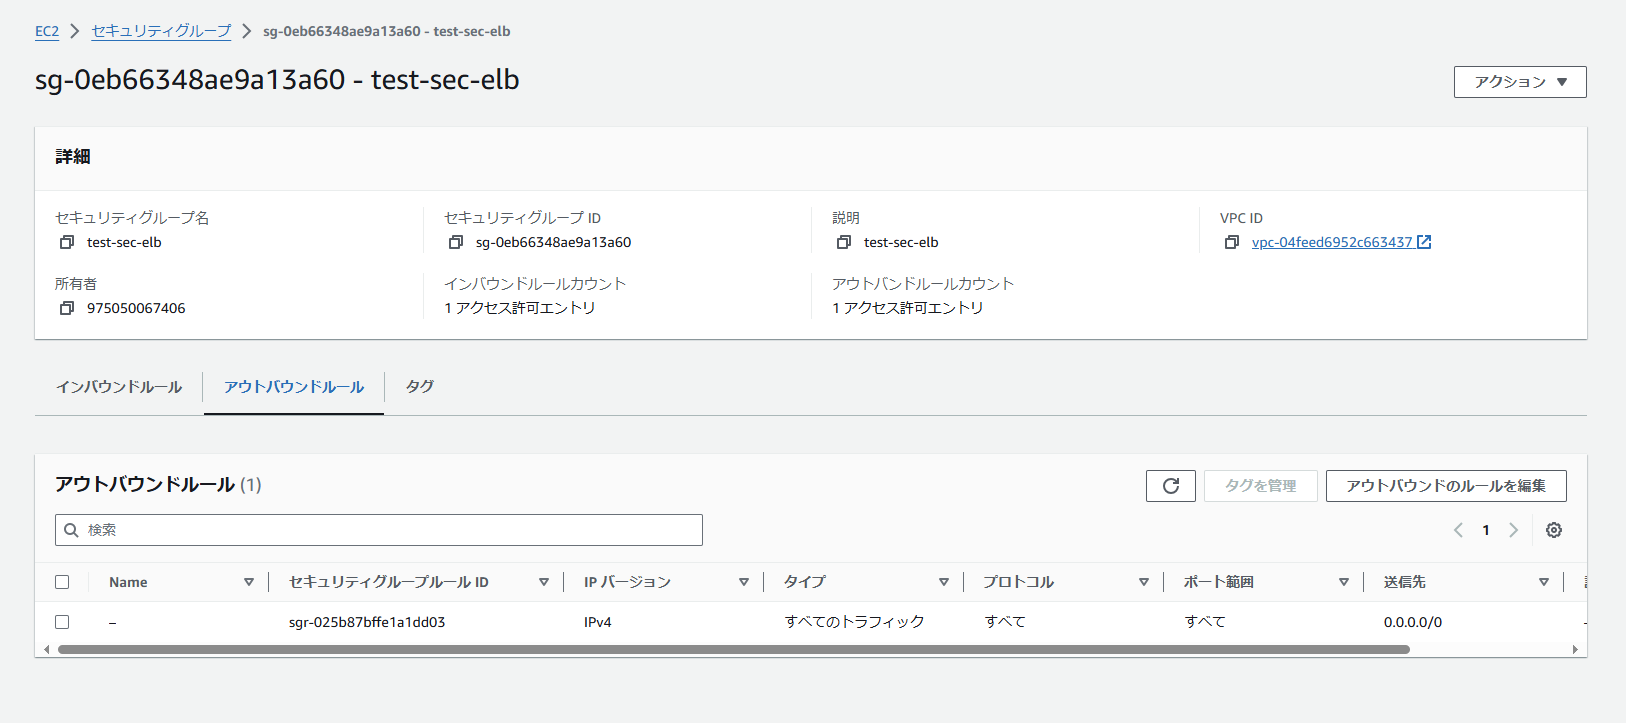 EC2 > セキュリティグループ > sg-0eb66348ae9a13a60 - test-sec-elb
sg-0eb66348ae9a13a60 - test-sec-elb
アクション
詳細
セキュリティグループ名 セキュリティグループ ID 説明 VPC ID
test-sec-elb sg-0eb66348ae9a13a60 test-sec-elb vpc-04feed6952c663437
所有者 インバウンドルールカウント アウトバンドルールカウント
975050067406 1 アクセス許可エントリ 1 アクセス許可エントリ
インバウンドルール アウトバウンドルール タグ
アウトバウンドルール (1)
タグを管理 アウトバウンドのルールを編集
検索
1
Name セキュリティグループルール ID IP バージョン タイプ プロトコル ポート範囲 送信先
– sgr-025b87bffe1a1dd03 IPv4 すべてのトラフィック すべて すべて 0.0.0.0/0